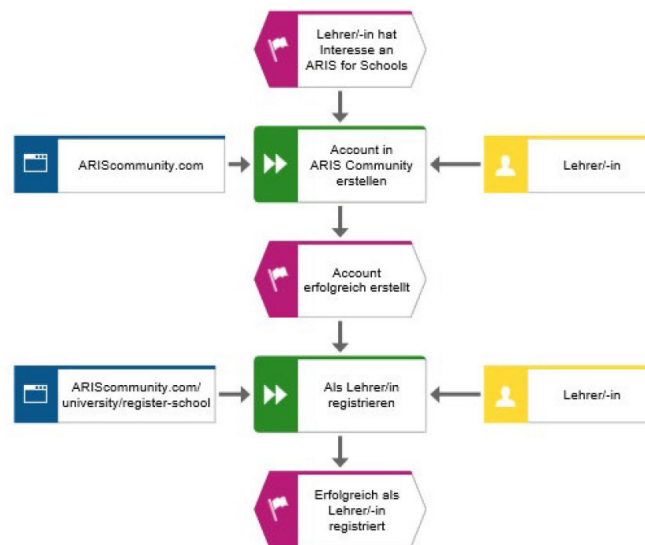 Lehrer/-in hat
Interesse an
ARIS for Schools
ARIScommunity.com
Account in
ARIS Community
erstellen
Lehrer/-in
Account
erfolgreich erstellt
ARIScommunity.com/
university/register-school
Als Lehrer/in
registrieren
Lehrer/-in
Erfolgreich als
Lehrer/-in
registriert